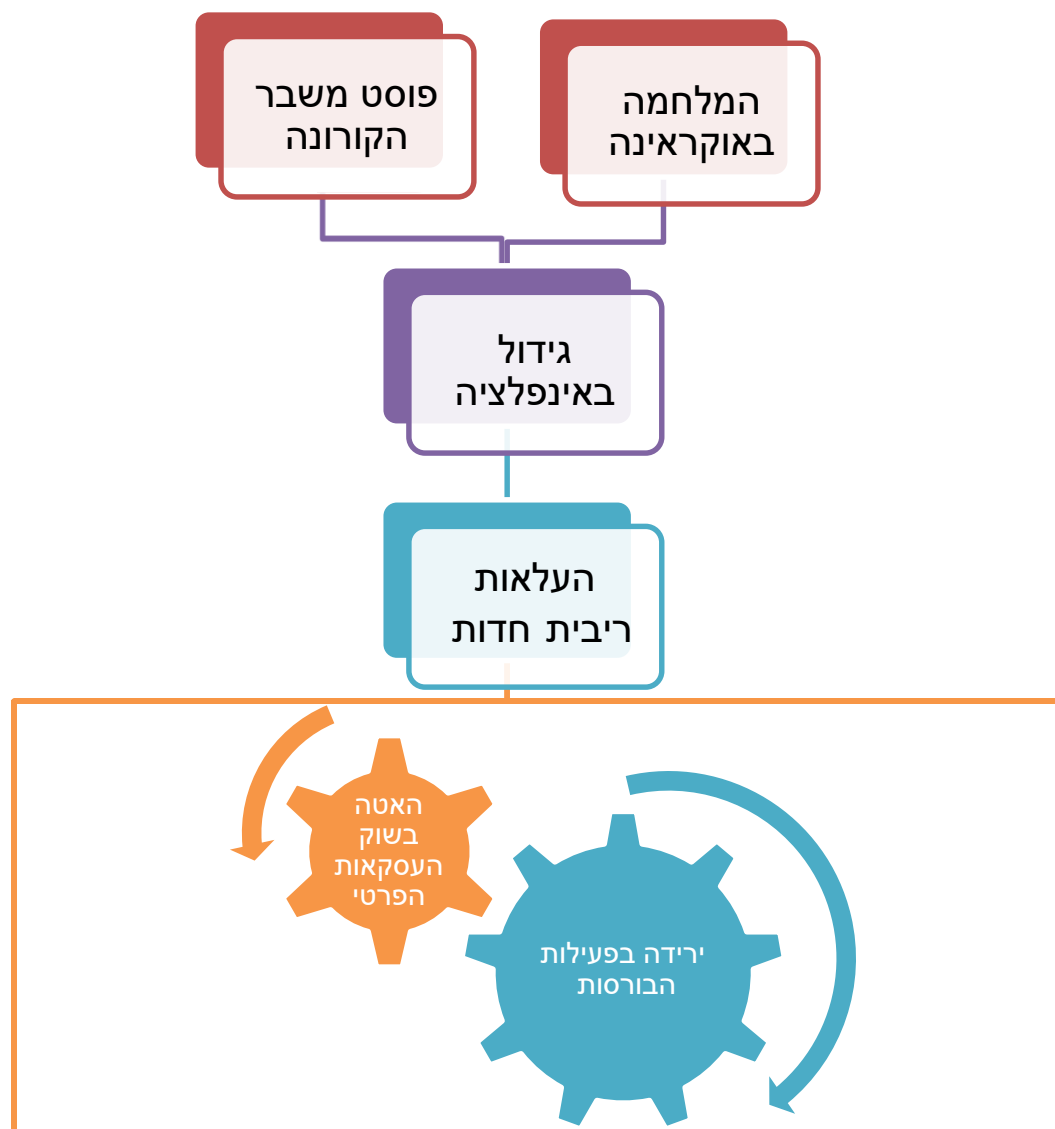 המלחמה
באוקראינה
פוסט משבר
הקורונה
גידול
באינפלציה
העלאות
ריבית חדות
האטה
בשוק
העסקאות
הפרטי
ירידה בפעילות
הבורסות